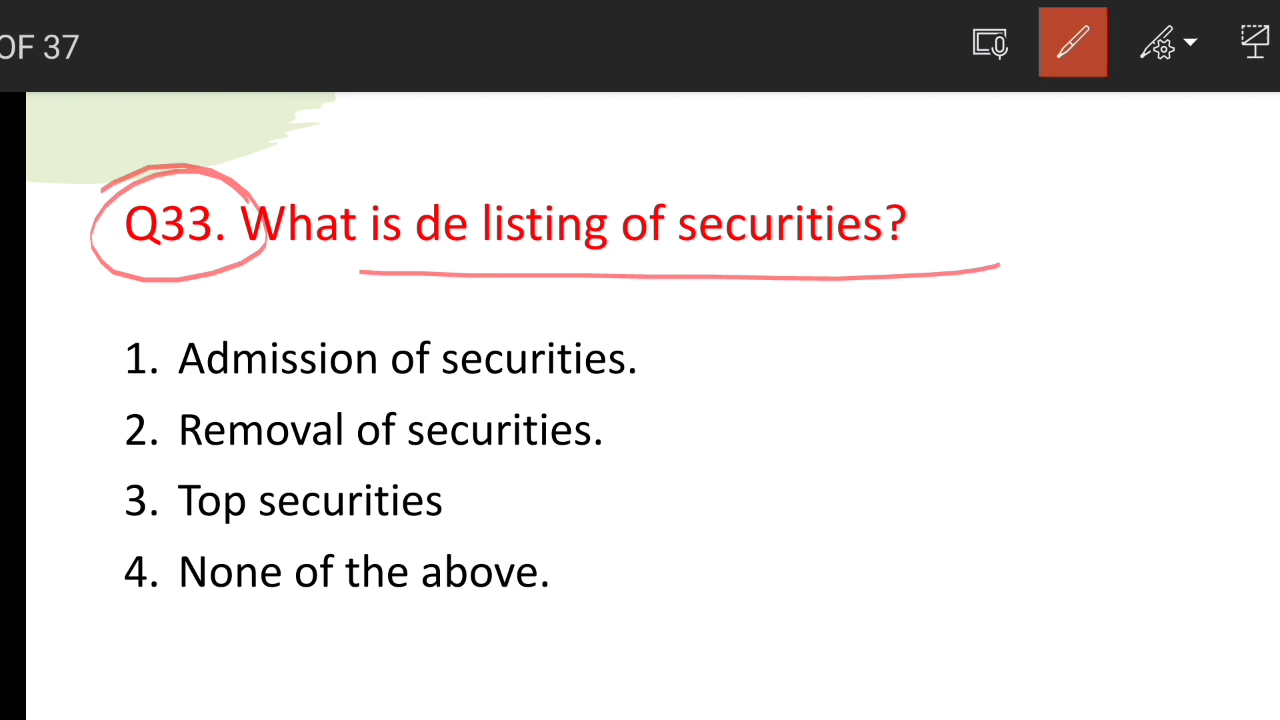 OF 37
Q33. What is de listing of securities?
1. Admission of securities.
2. Removal of securities.
3. Top securities
4. None of the above.